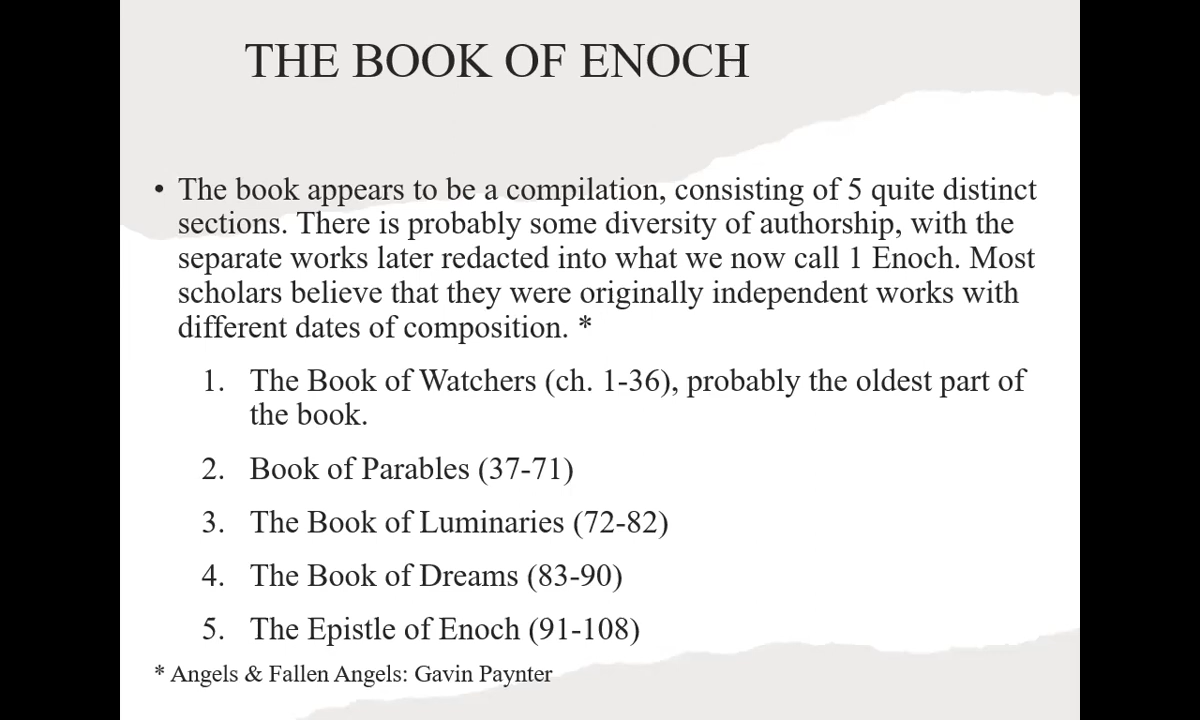 THE BOOK OF ENOCH
• The book appears to be a compilation, consisting of 5 quite distinct
sections. There is probably some diversity of authorship, with the
separate works later redacted into what we now call 1 Enoch. Most
scholars believe that they were originally independent works with
different dates of composition. *
1. The Book of Watchers (ch. 1-36), probably the oldest part of
the book.
2. Book of Parables (37-71)
3. The Book of Luminaries (72-82)
4. The Book of Dreams (83-90)
5. The Epistle of Enoch (91-108)
* Angels & Fallen Angels: Gavin Paynter